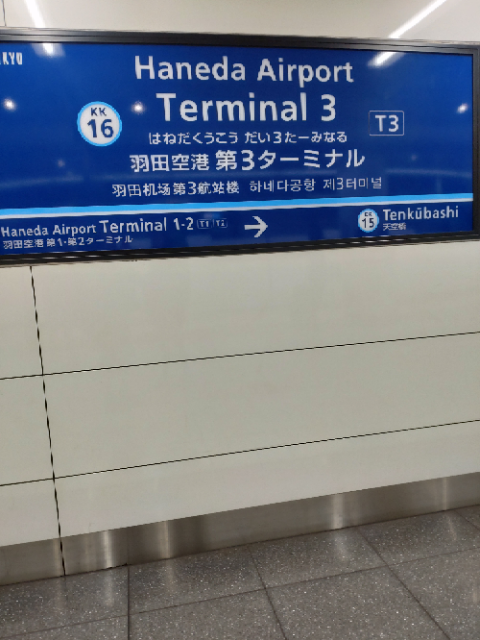 KYO
Haneda Airport
Terminal 3
KK
16
T3
はねだくうこう だい3たーみなる
羽田空港 第3ターミナル
羽田机场第3航站楼 하네다공항 제3터미널
Haneda Airport Terminal 1·2 T1 T2 → KK 15 Tenkūbashi
羽田空港 第1·第2ターミナル 天空橋